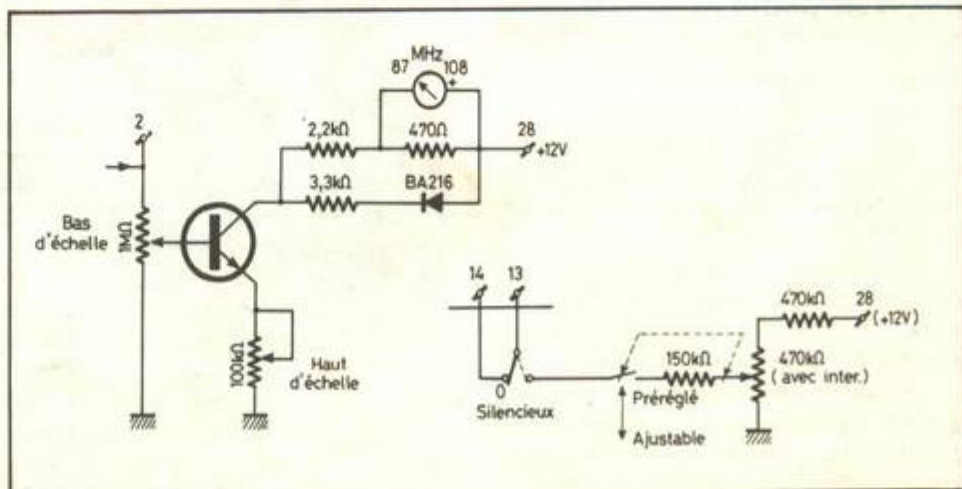 MHz
87 108
+
2
2,2kΩ 470Ω 28
+12V
3,3kΩ BA216
Bas
d'échelle
1MΩ
100kΩ
Haut
d'échelle
14 13
470kΩ 28
(+12V)
150kΩ 470kΩ
(avec inter.)
0
Silencieux
Préréglé
Ajustable